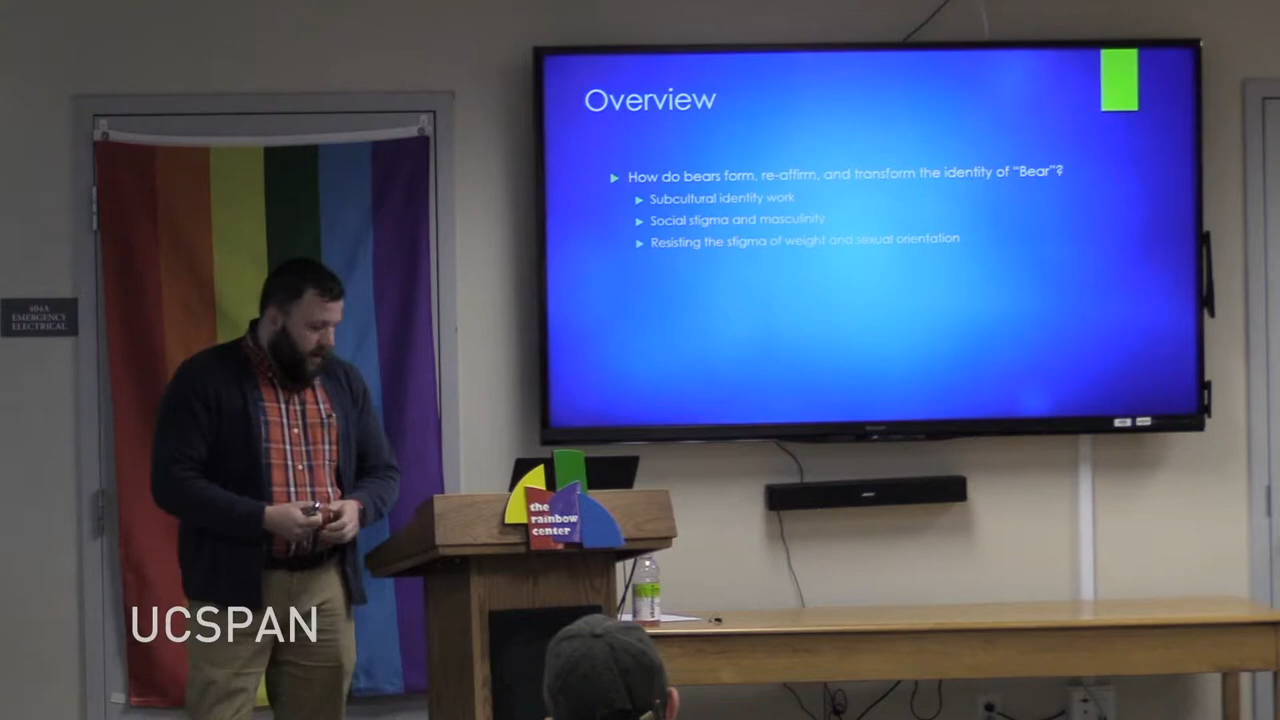 Overview
How do bears form, re-affirm, and transform the identity of “Bear”?
Subcultural identity work
Social stigma and masculinity
Resisting the stigma of weight and sexual orientation
404A
EMERGENCY
ELECTRICAL
the
rainbow
center
UCSPAN